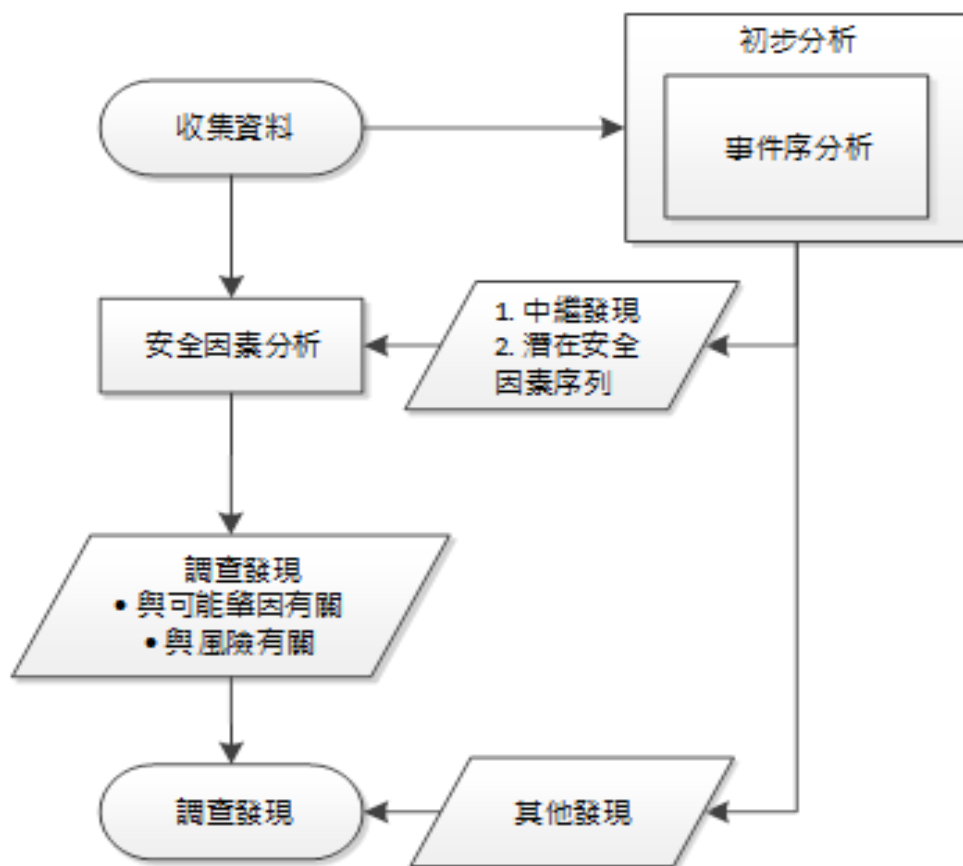 初步分析
收集資料
事件序分析
1. 中繼發現
2. 潛在安全
因素序列
安全因素分析
調查發現
• 與可能肇因有關
• 與風險有關
調查發現
其他發現